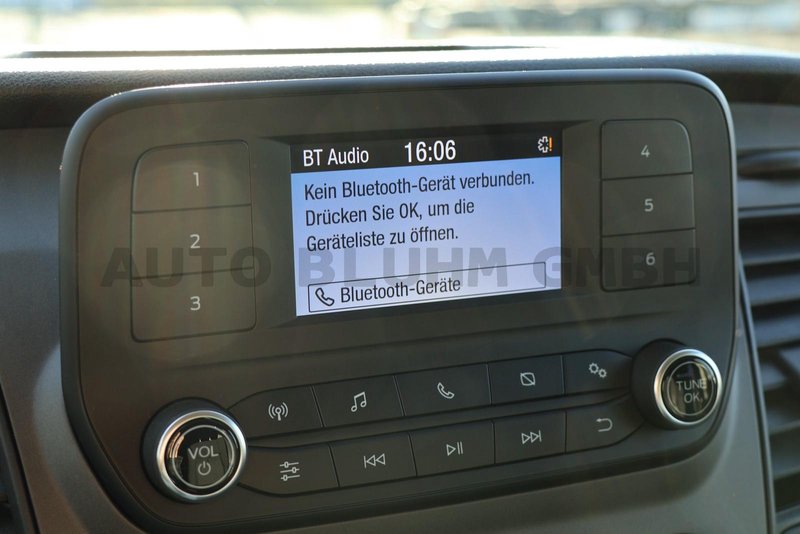 BT Audio 16:06
Kein Bluetooth-Gerät verbunden.
Drücken Sie OK, um die
Geräteliste zu öffnen.
Bluetooth-Geräte
1
2
3
4
5
6
AUTO BLUHM GMBH
VOL
TUNE
OK